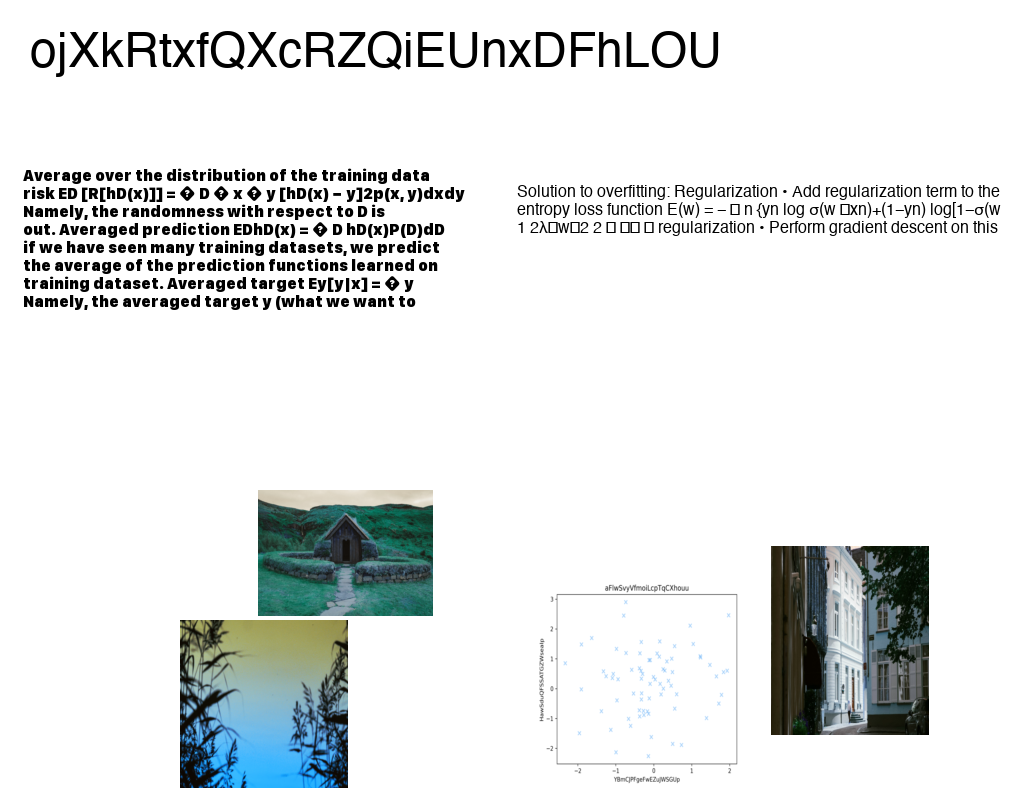 ojXkRtxfQXcRZQiEUnxDFhLOU
Average over the distribution of the training data
risk ED [R[hD(x)]] = � D � x � y [hD(x) − y]2p(x, y)dxdy
Namely, the randomness with respect to D is
out. Averaged prediction EDhD(x) = � D hD(x)P(D)dD
if we have seen many training datasets, we predict
the average of the prediction functions learned on
training dataset. Averaged target Ey[y|x] = � y
Namely, the averaged target y (what we want to
Solution to overfitting: Regularization • Add regularization term to the
entropy loss function E(w) = − □ n {yn log σ(w □xn)+(1−yn) log[1−σ(w
1 2λ□w□2 2 □ □□ □ regularization • Perform gradient descent on this
aFIwSvyVfmoiLcpTqCXhouu
3
2
1
0
−1
−2
−2 −1 0 1 2
YBmCJPFgeFwEZuJWSGUp